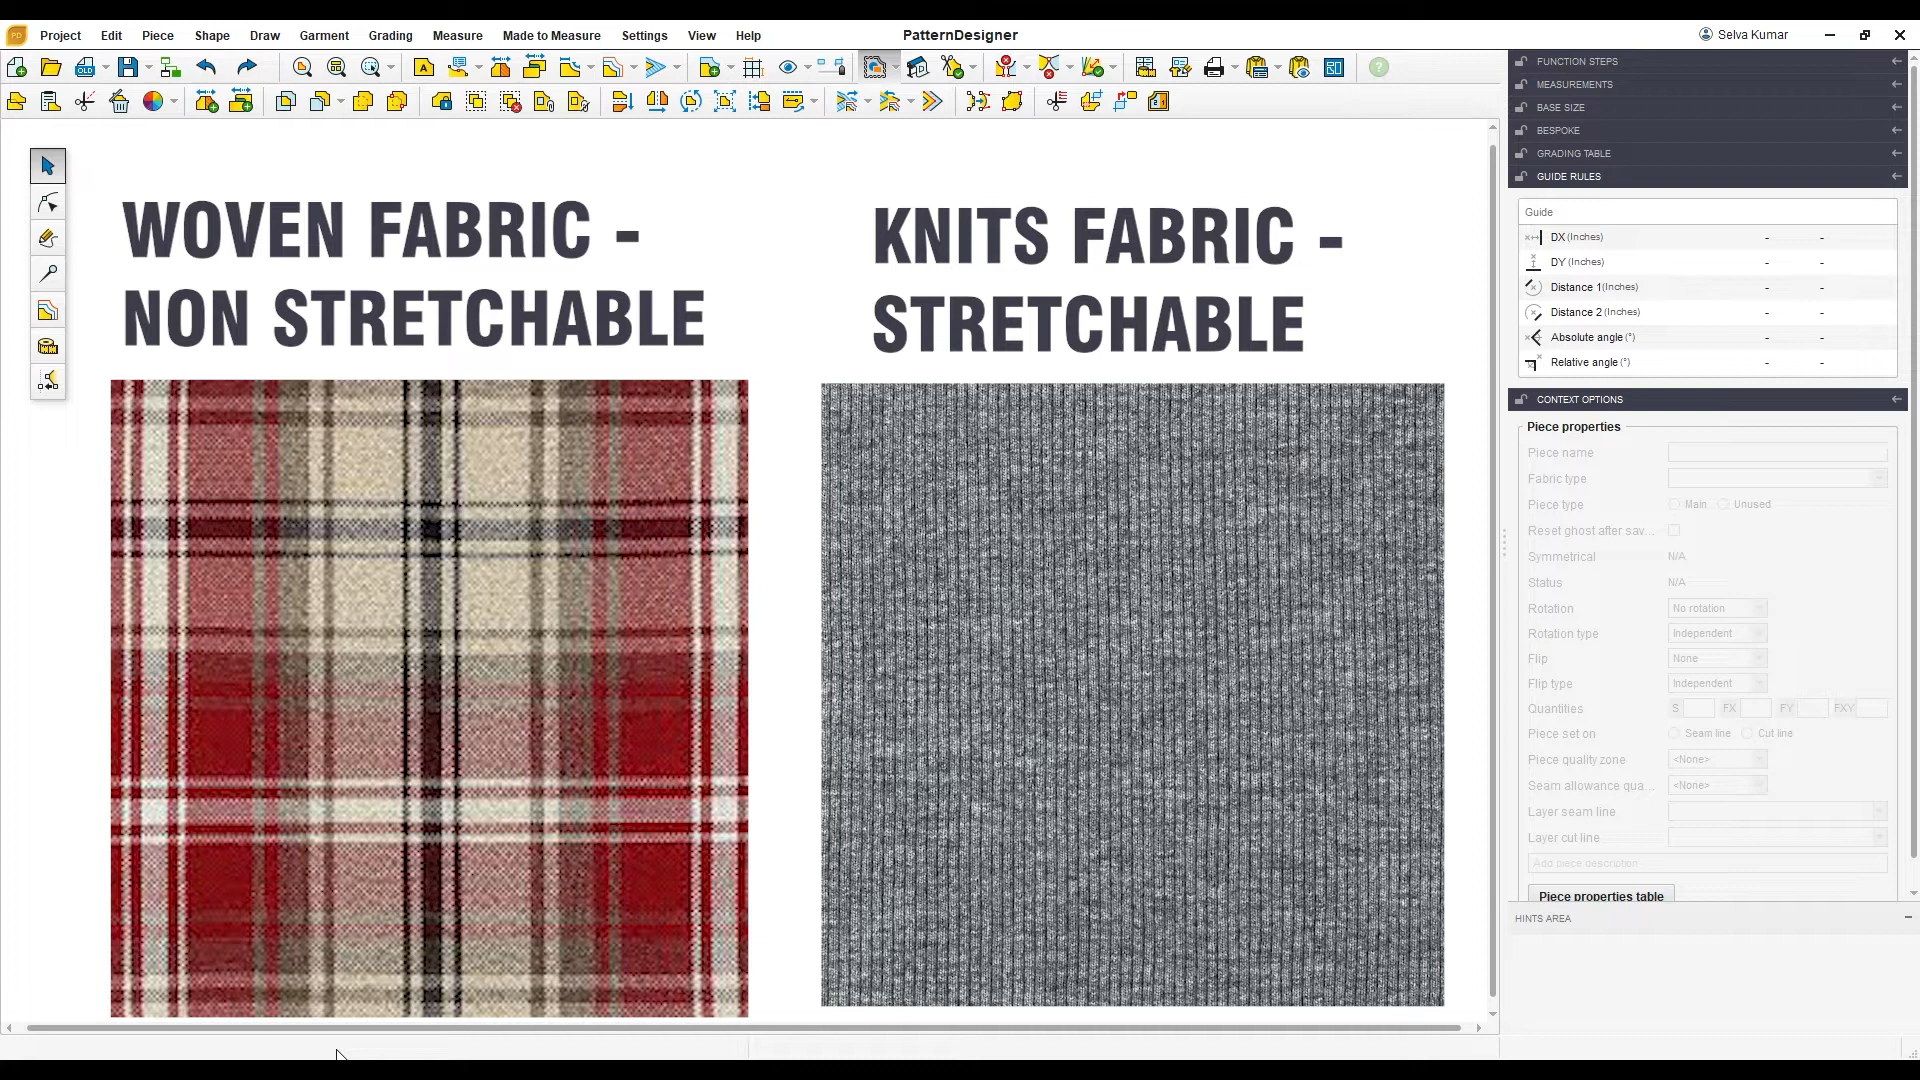 Project Edit Piece Shape Draw Garment Grading Measure Made to Measure Settings View Help PatternDesigner Selva Kumar
WOVEN FABRIC -
NON STRETCHABLE
KNITS FABRIC -
STRETCHABLE
FUNCTION STEPS
MEASUREMENTS
BASE SIZE
BESPOKE
GRADING TABLE
GUIDE RULES
Guide
DX (Inches) - -
DY (Inches) - -
Distance 1(Inches) - -
Distance 2 (Inches) - -
Absolute angle (°) - -
Relative angle (°) - -
CONTEXT OPTIONS
Piece properties
Piece name
Fabric type
Piece type Main Unused
Reset ghost after sav...
Symmetrical N/A
Status N/A
Rotation No rotation
Rotation type Independent
Flip None
Flip type Independent
Quantities S FX FY FXY
Piece set on Seam line Cut line
Piece quality zone <None>
Seam allowance qua... <None>
Layer seam line
Layer cut line
Add piece description
Piece properties table
HINTS AREA